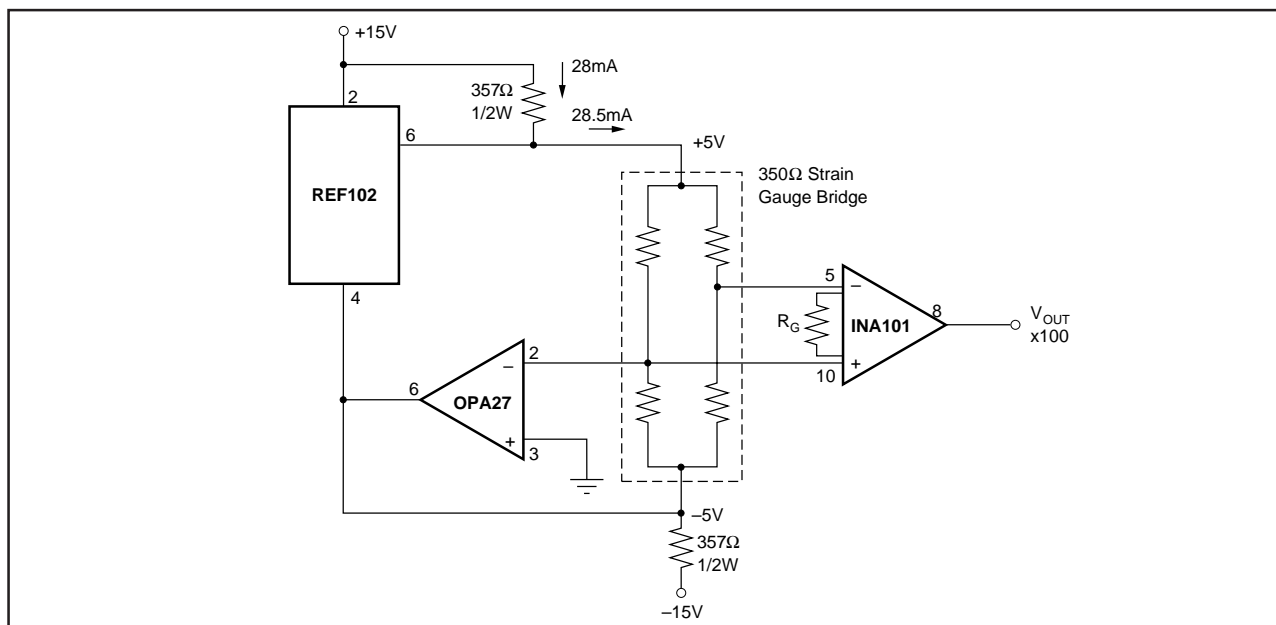 +15V
28mA
357Ω
1/2W
2
28.5mA
6
+5V
350Ω Strain
Gauge Bridge
REF102
5
–
8
R_G
INA101
V_OUT
x100
4
+
10
2
–
6
OPA27
+
3
–5V
357Ω
1/2W
–15V